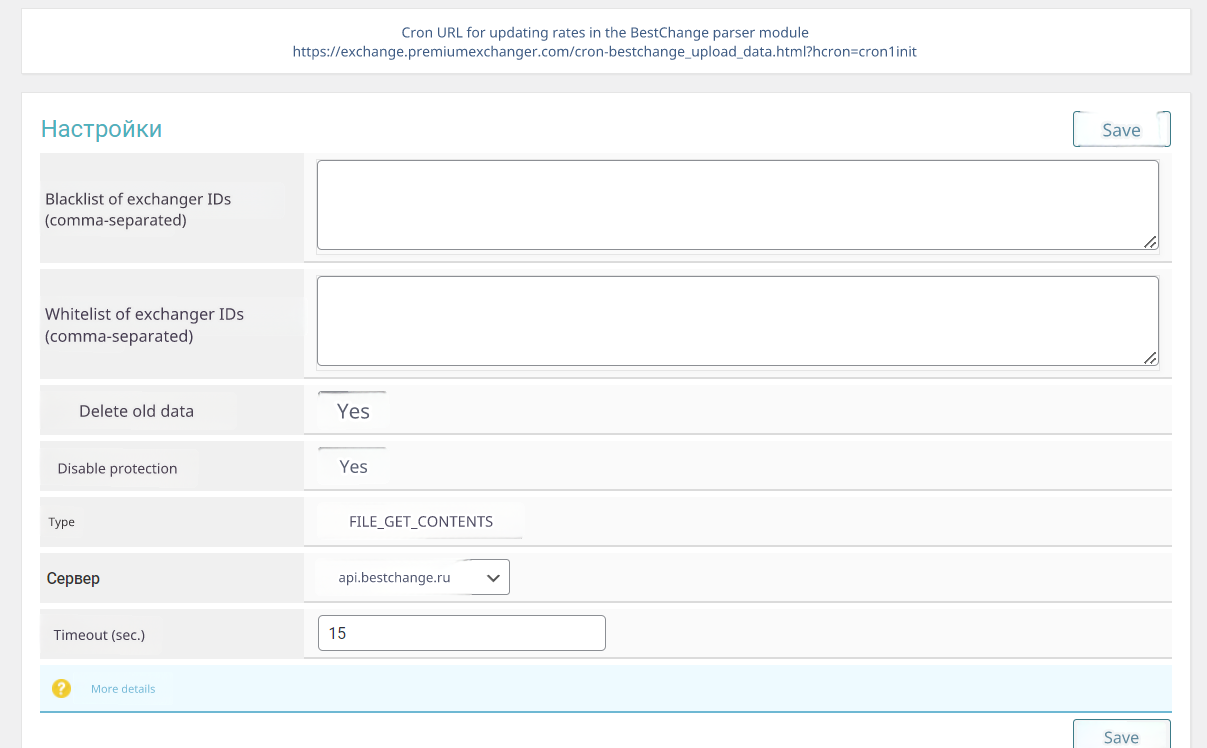 Cron URL for updating rates in the BestChange parser module
https://exchange.premiumexchanger.com/cron-bestchange_upload_data.html?hcron=cron1init
Настройки
Save
Blacklist of exchanger IDs
(comma-separated)
Whitelist of exchanger IDs
(comma-separated)
Delete old data
Yes
Disable protection
Yes
Type
FILE_GET_CONTENTS
Сервер
api.bestchange.ru
Timeout (sec.)
15
?
More details
Save